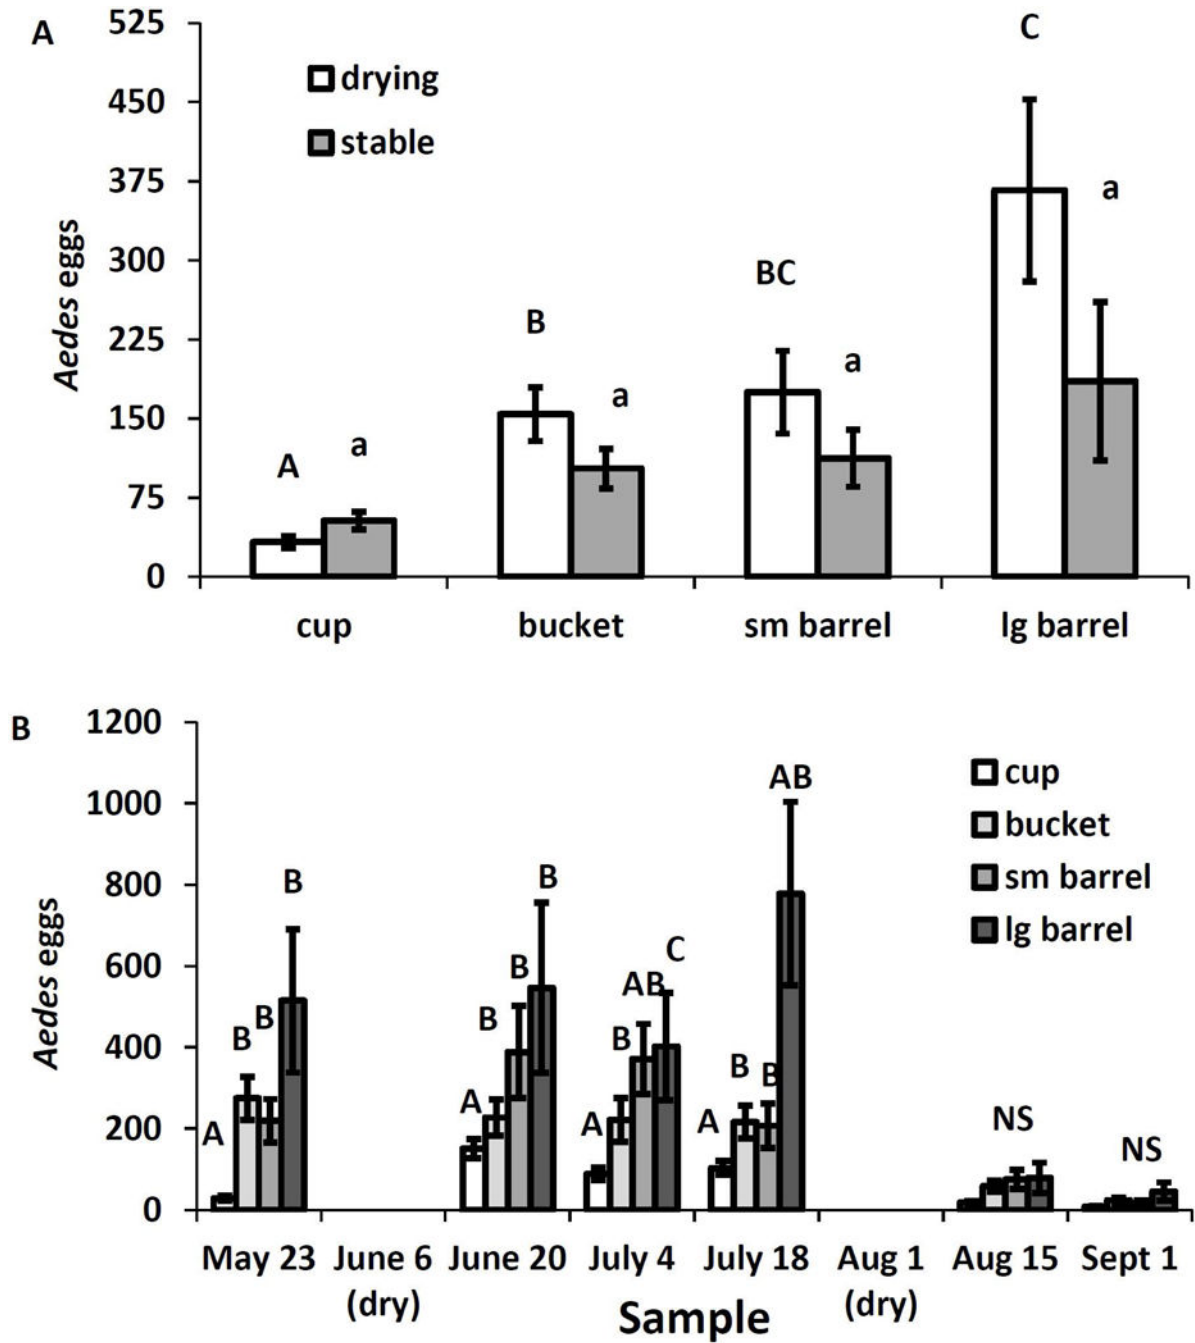 A
525
450
375
300
225
150
75
0
Aedes eggs
drying
stable
A
a
B
a
BC
a
C
a
cup bucket sm barrel lg barrel
B
1200
1000
800
600
400
200
0
Aedes eggs
cup
bucket
sm barrel
lg barrel
A
B
B
B
A
B
B
B
A
B
AB
C
A
B
B
AB
NS
NS
May 23 June 6 June 20 July 4 July 18 Aug 1 Aug 15 Sept 1
(dry) (dry)
Sample